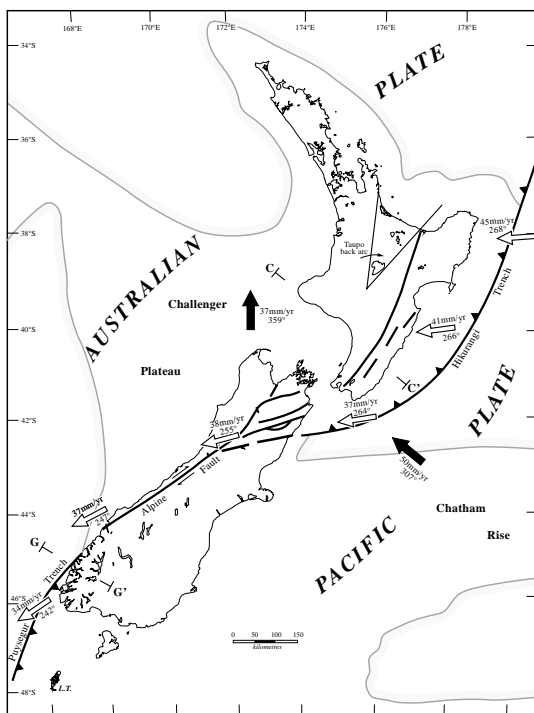 168°E
170°E
172°E
174°E
176°E
178°E
34°S
PLATE
36°S
45mm/yr
268°
38°S
Taupo
back arc
AUSTRALIAN
C
Challenger
37mm/yr
359°
Trench
41mm/yr
266°
40°S
Hikurangi
Plateau
C'
PLATE
37mm/yr
264°
38mm/yr
255°
42°S
50mm/yr
307°
Fault
Alpine
37mm/yr
247°
Chatham
Rise
44°S
PACIFIC
G
Trench
G'
34mm/yr
242°
46°S
Puysegur
0 50 100 150
kilometres
L.T.
48°S